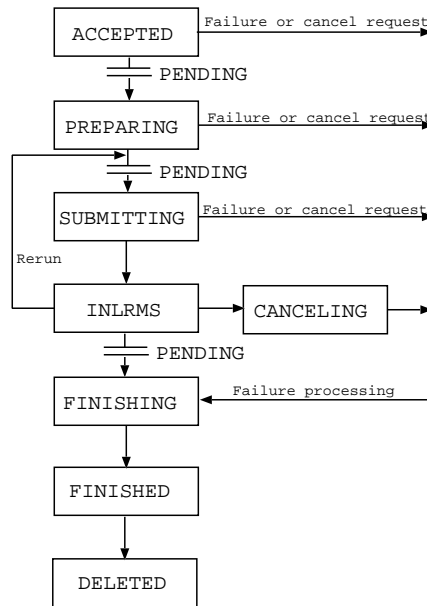 ACCEPTED
Failure or cancel request
PENDING
PREPARING
Failure or cancel request
PENDING
SUBMITTING
Failure or cancel request
Rerun
INLRMS
CANCELING
PENDING
FINISHING
Failure processing
FINISHED
DELETED